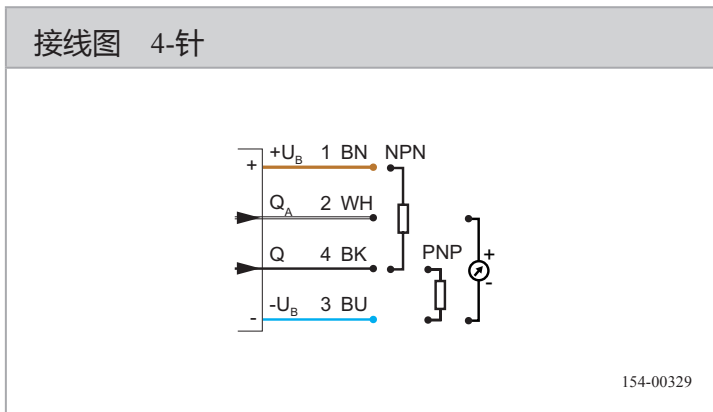 接线图 4-针
+ +U_B 1 BN NPN
Q_A 2 WH
Q 4 BK PNP +
-
- -U_B 3 BU
154-00329